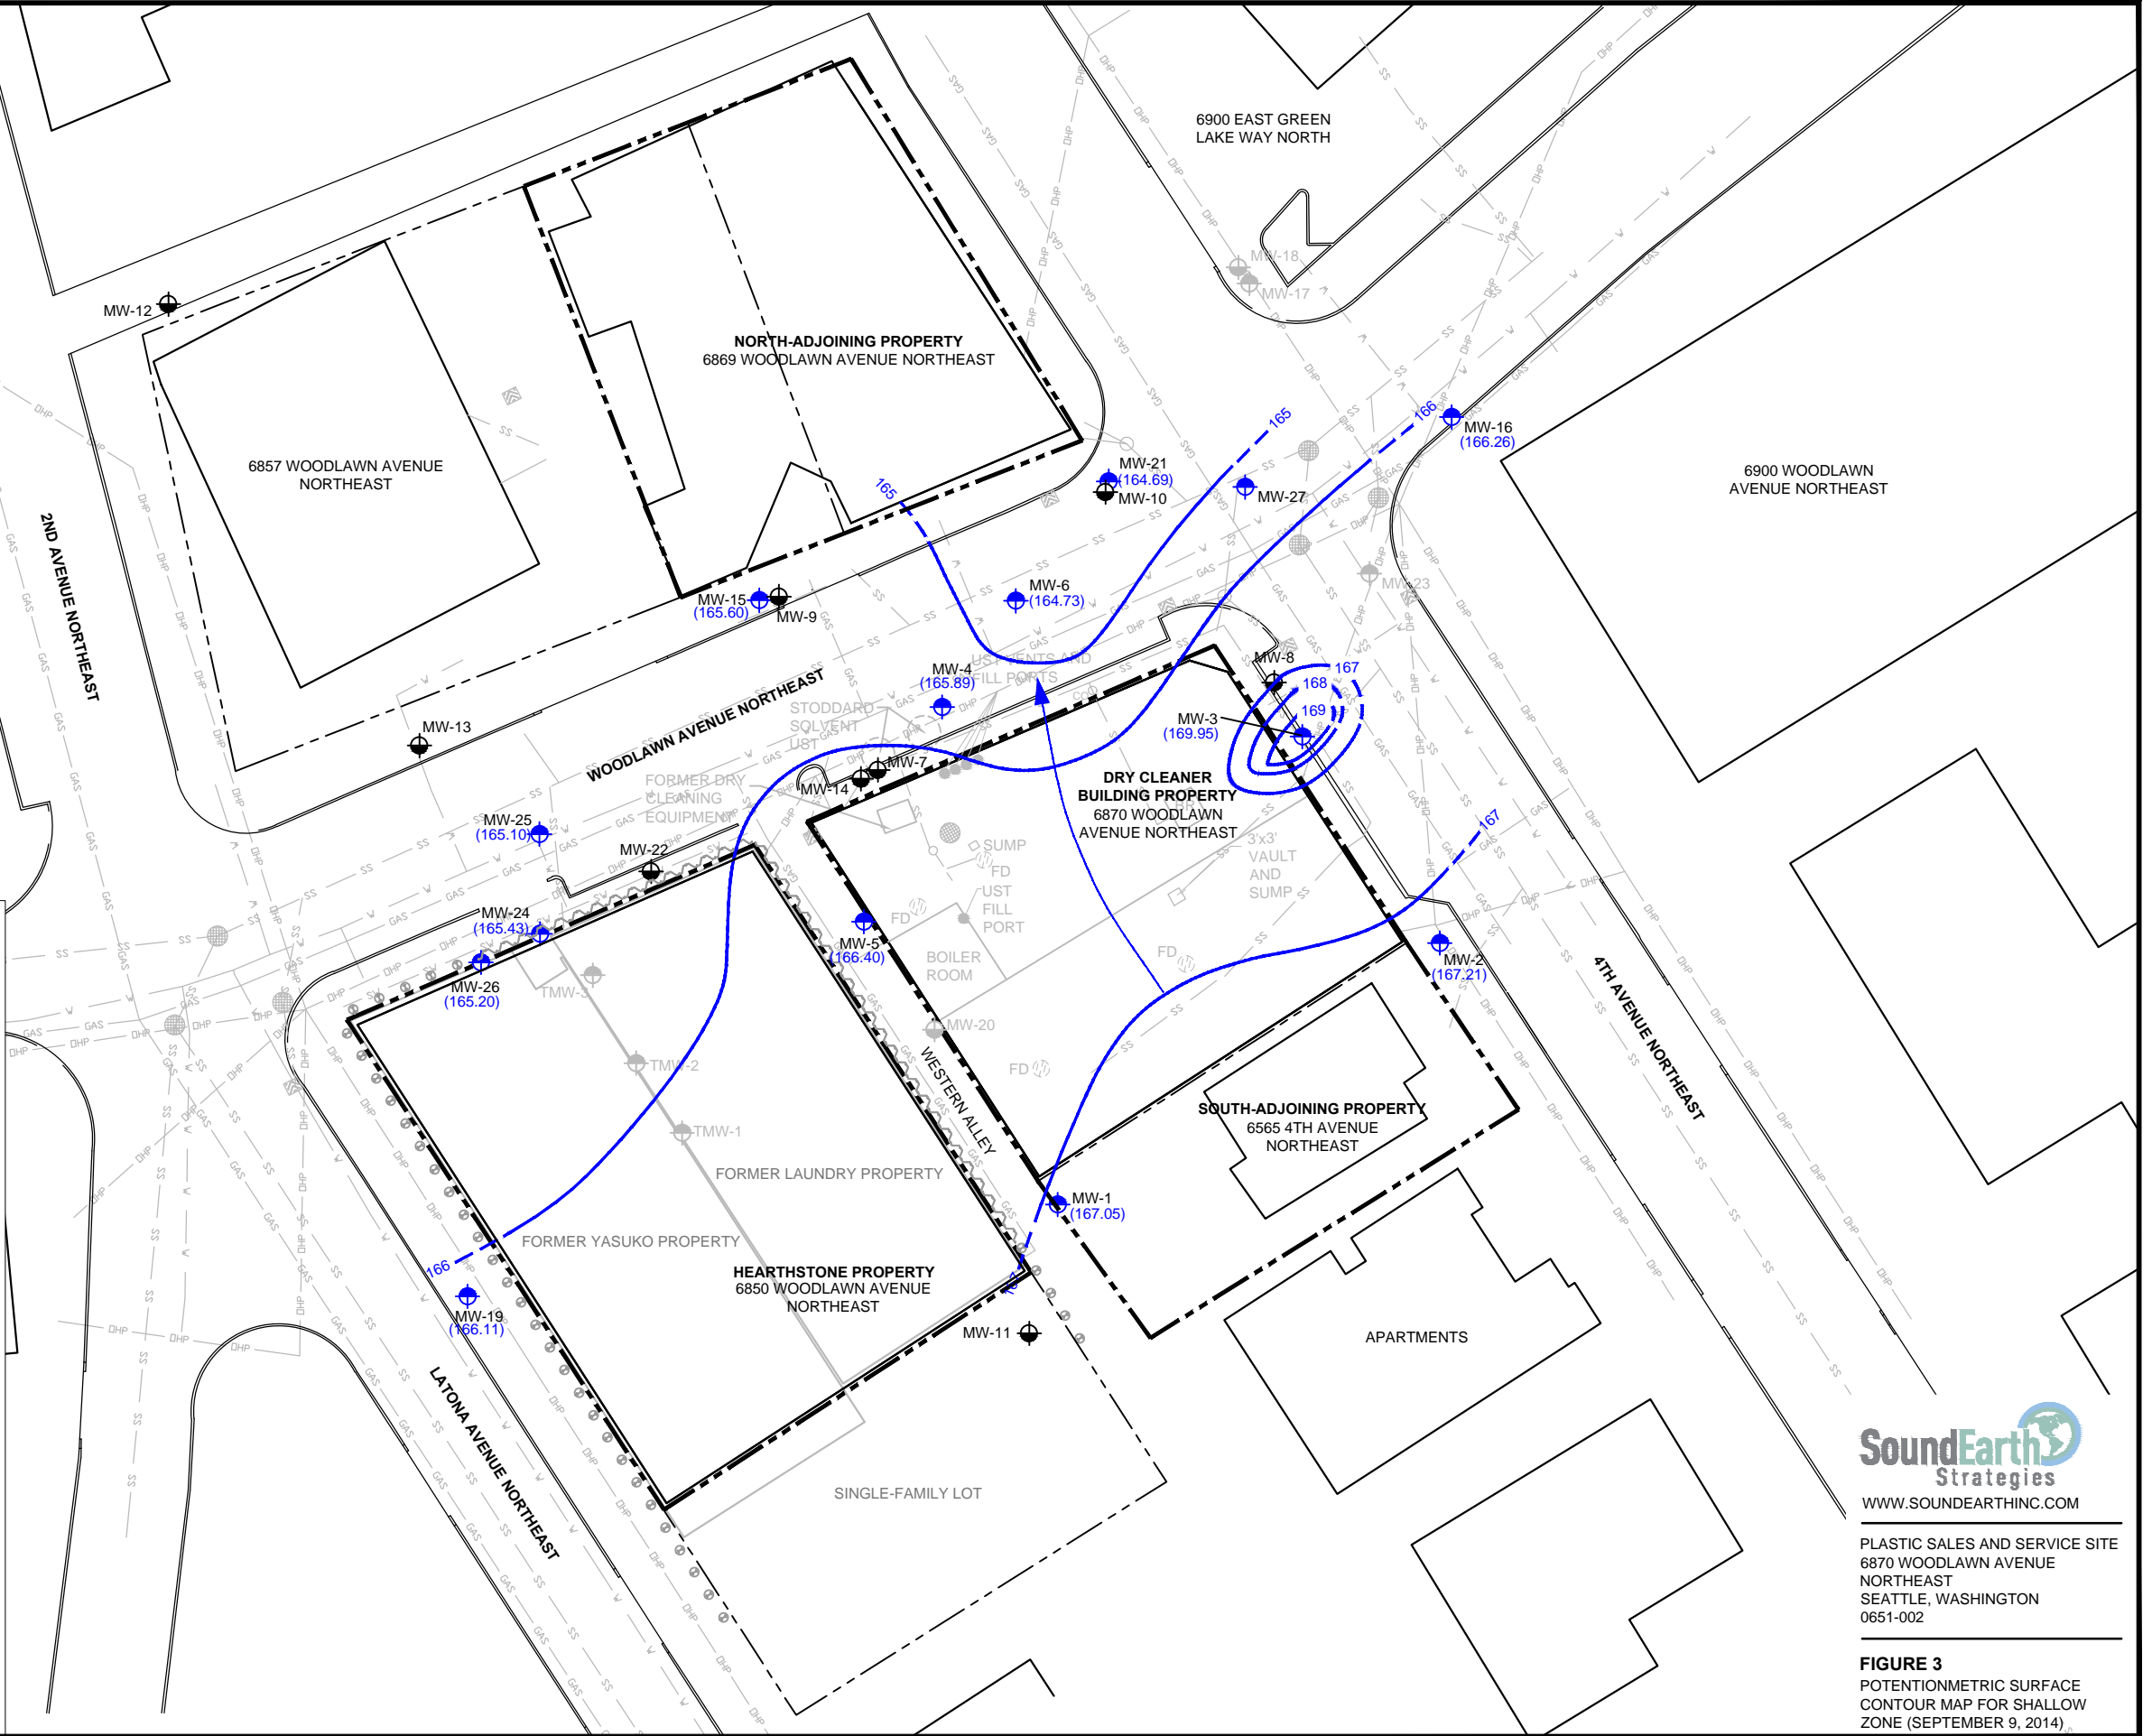 6900 EAST GREEN
LAKE WAY NORTH
MW-18
MW-17
MW-12
NORTH-ADJOINING PROPERTY
6869 WOODLAWN AVENUE NORTHEAST
6857 WOODLAWN AVENUE
NORTHEAST
165
166
MW-16
(166.26)
6900 WOODLAWN
AVENUE NORTHEAST
MW-21
(164.69)
MW-10
MW-27
165
2ND AVENUE NORTHEAST
MW-23
MW-6
(164.73)
MW-15
(165.60)
MW-9
MW-4
(165.89)
UST VENTS AND
FILL PORTS
CO
MW-8
167
168
169
MW-3
(169.95)
STODDARD
SOLVENT
UST
WOODLAWN AVENUE NORTHEAST
MW-13
MW-7
MW-14
FORMER DRY
CLEANING
EQUIPMENT
DRY CLEANER
BUILDING PROPERTY
6870 WOODLAWN
AVENUE NORTHEAST
BR
MW-25
(165.10)
MW-22
SUMP
FD
UST
FILL
PORT
3'x3'
VAULT
AND
SUMP
167
MW-24
(165.43)
FD
MW-5
(166.40)
BOILER
ROOM
FD
MW-2
(167.21)
MW-26
(165.20)
TMW-3
MW-20
4TH AVENUE NORTHEAST
TMW-2
FD
WESTERN ALLEY
TMW-1
SOUTH-ADJOINING PROPERTY
6565 4TH AVENUE
NORTHEAST
FORMER LAUNDRY PROPERTY
MW-1
(167.05)
FORMER YASUKO PROPERTY
166
HEARTHSTONE PROPERTY
6850 WOODLAWN AVENUE
NORTHEAST
167
MW-19
(166.11)
MW-11
APARTMENTS
LATONA AVENUE NORTHEAST
SINGLE-FAMILY LOT
SoundEarth
Strategies
WWW.SOUNDEARTHINC.COM
PLASTIC SALES AND SERVICE SITE
6870 WOODLAWN AVENUE
NORTHEAST
SEATTLE, WASHINGTON
0651-002
FIGURE 3
POTENTIONMETRIC SURFACE
CONTOUR MAP FOR SHALLOW
ZONE (SEPTEMBER 9, 2014)